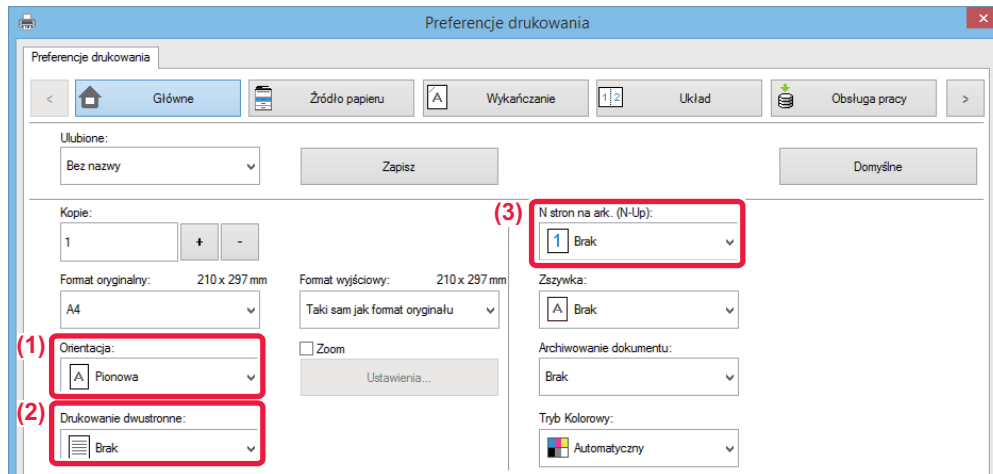 Preferencje drukowania
Preferencje drukowania
< Główne Źródło papieru A Wykańczanie 1 2 Układ Obsługa pracy >
Ulubione:
Bez nazwy Zapisz Domyślne
Kopie: (3) N stron na ark. (N-Up):
1 + - 1 Brak
Format oryginalny: 210 x 297 mm Format wyjściowy: 210 x 297 mm Zszywka:
A4 Taki sam jak format oryginału A Brak
(1) Orientacja: Zoom Archiwowanie dokumentu:
A Pionowa Ustawienia... Brak
(2) Drukowanie dwustronne: Tryb Kolorowy:
Brak Automatyczny